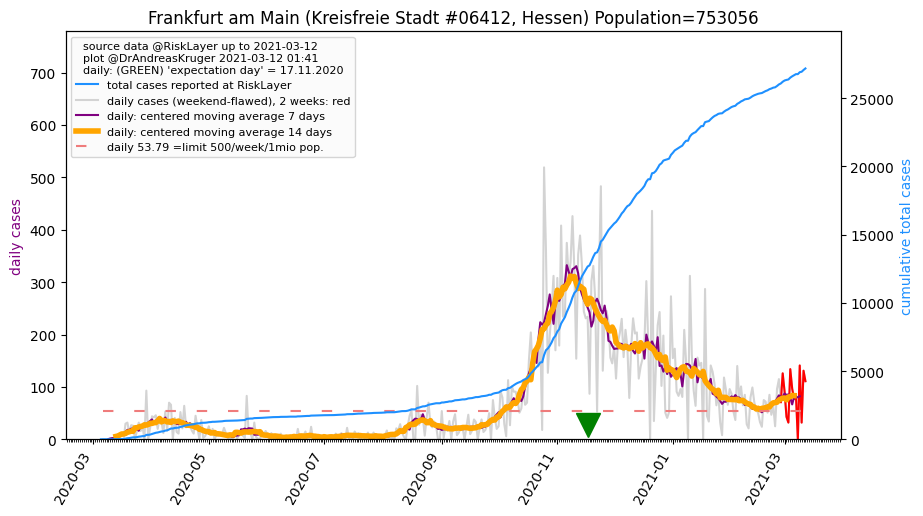 Frankfurt am Main (Kreisfreie Stadt #06412, Hessen) Population=753056
source data @RiskLayer up to 2021-03-12
plot @DrAndreasKruger 2021-03-12 01:41
daily: (GREEN) 'expectation day' = 17.11.2020
total cases reported at RiskLayer
daily cases (weekend-flawed), 2 weeks: red
daily: centered moving average 7 days
daily: centered moving average 14 days
daily 53.79 =limit 500/week/1mio pop.
daily cases
700
600
500
400
300
200
100
0
cumulative total cases
25000
20000
15000
10000
5000
0
2020-03
2020-05
2020-07
2020-09
2020-11
2021-01
2021-03